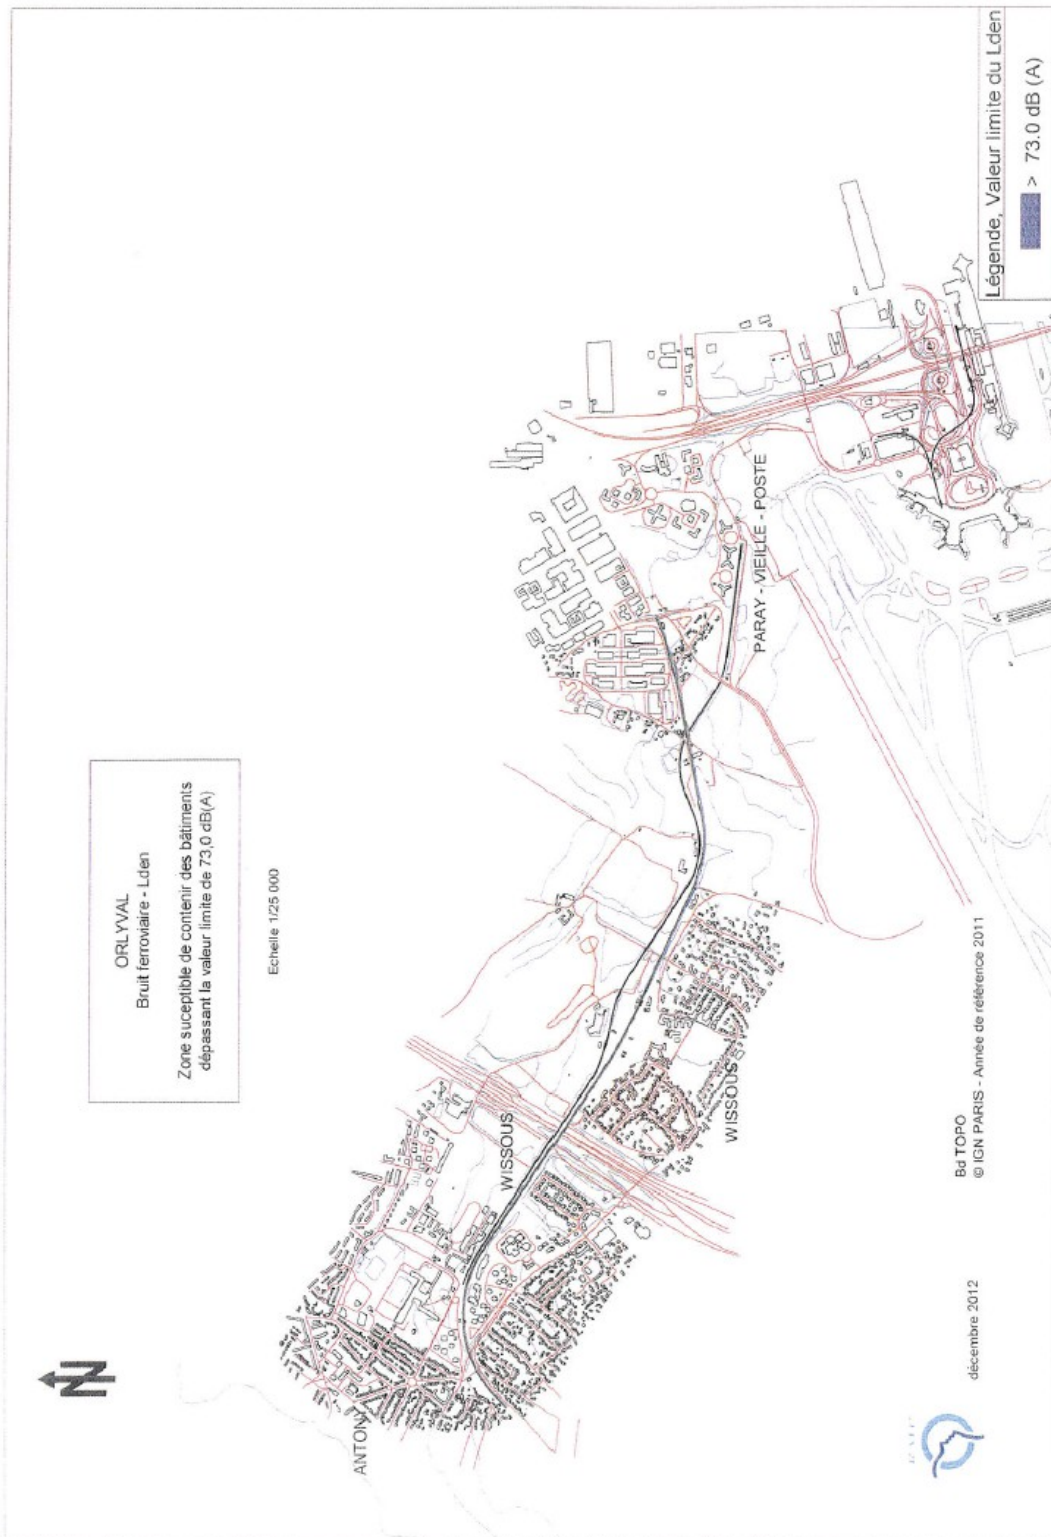 ORLYVAL
Bruit ferroviaire - Lden
Zone suceptible de contenir des bâtiments
dépassant la valeur limite de 73,0 dB(A)
Echelle 1/25 000
N
ANTONY
WISSOUS
WISSOUS
PARAY - VIEILLE - POSTE
Légende, Valeur limite du Lden
> 73.0 dB (A)
décembre 2012
Bd TOPO
© IGN PARIS - Année de référence 2011